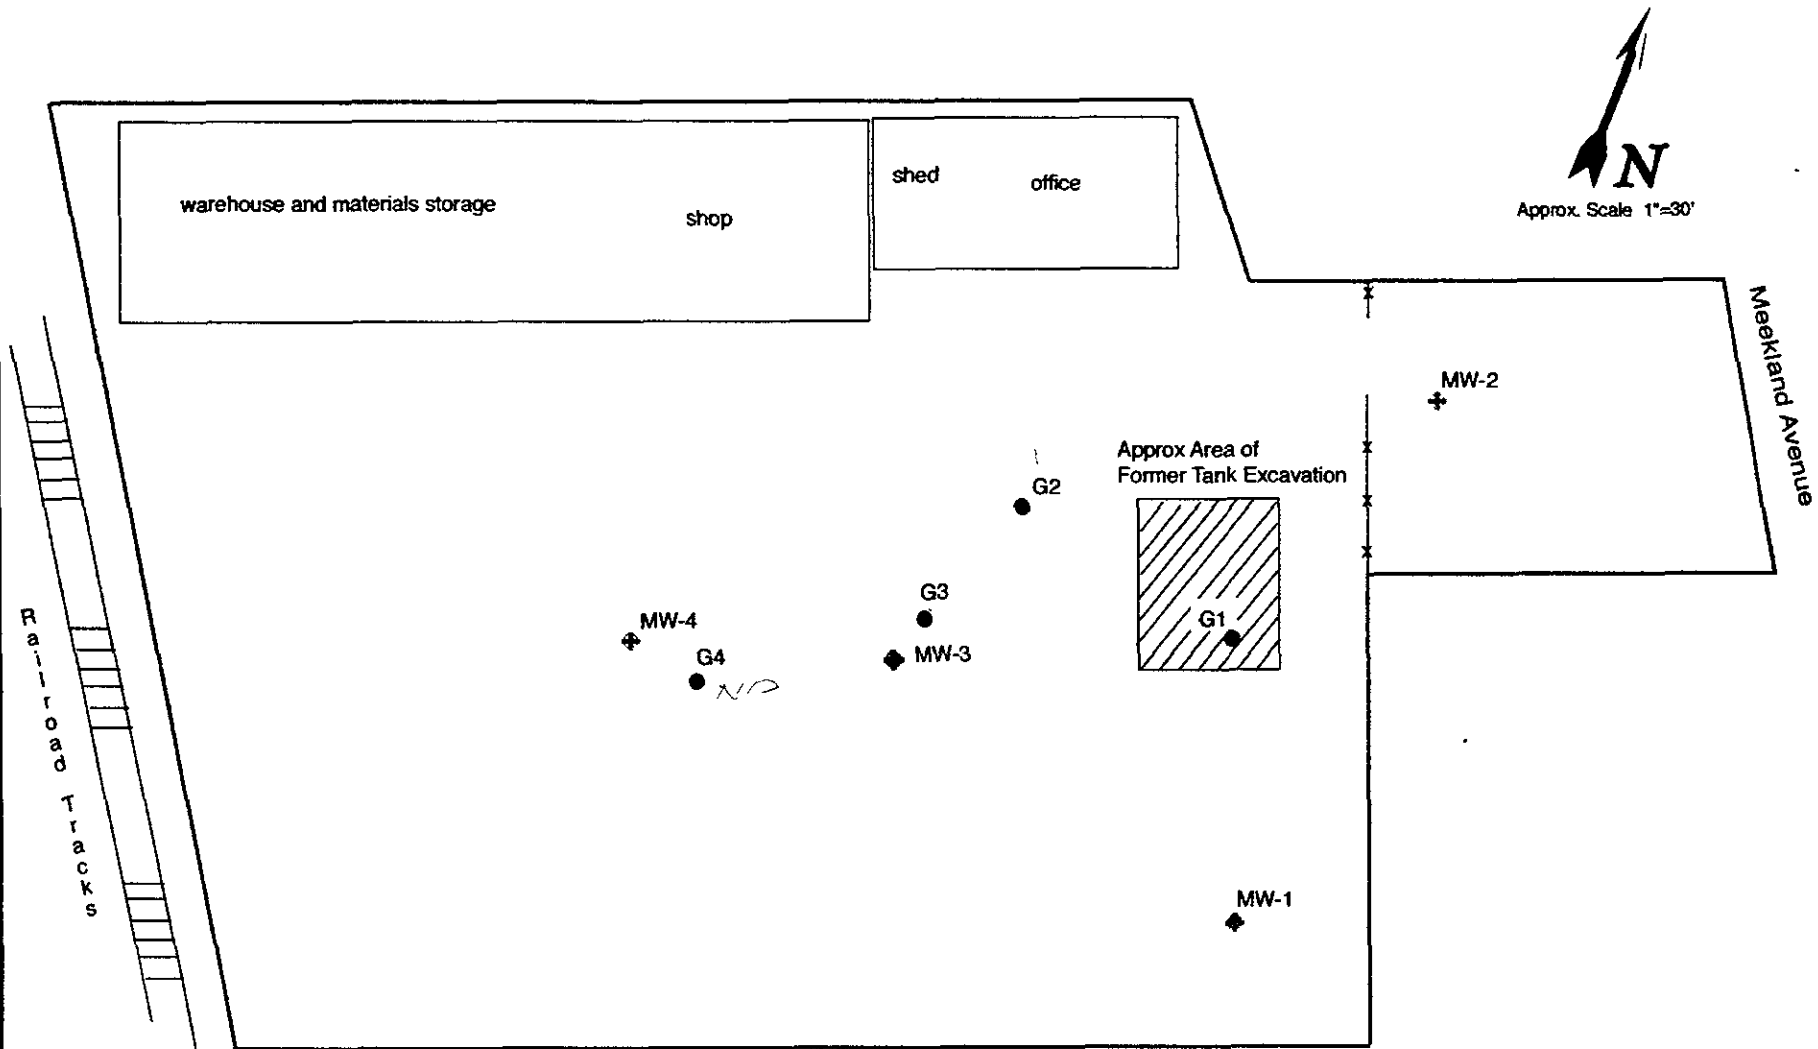 N
Approx. Scale 1"=30'
warehouse and materials storage
shop
shed
office
Meekland Avenue
MW-2
Approx Area of
Former Tank Excavation
G2
G3
G1
MW-4
MW-3
G4
ND
MW-1
Railroad Tracks